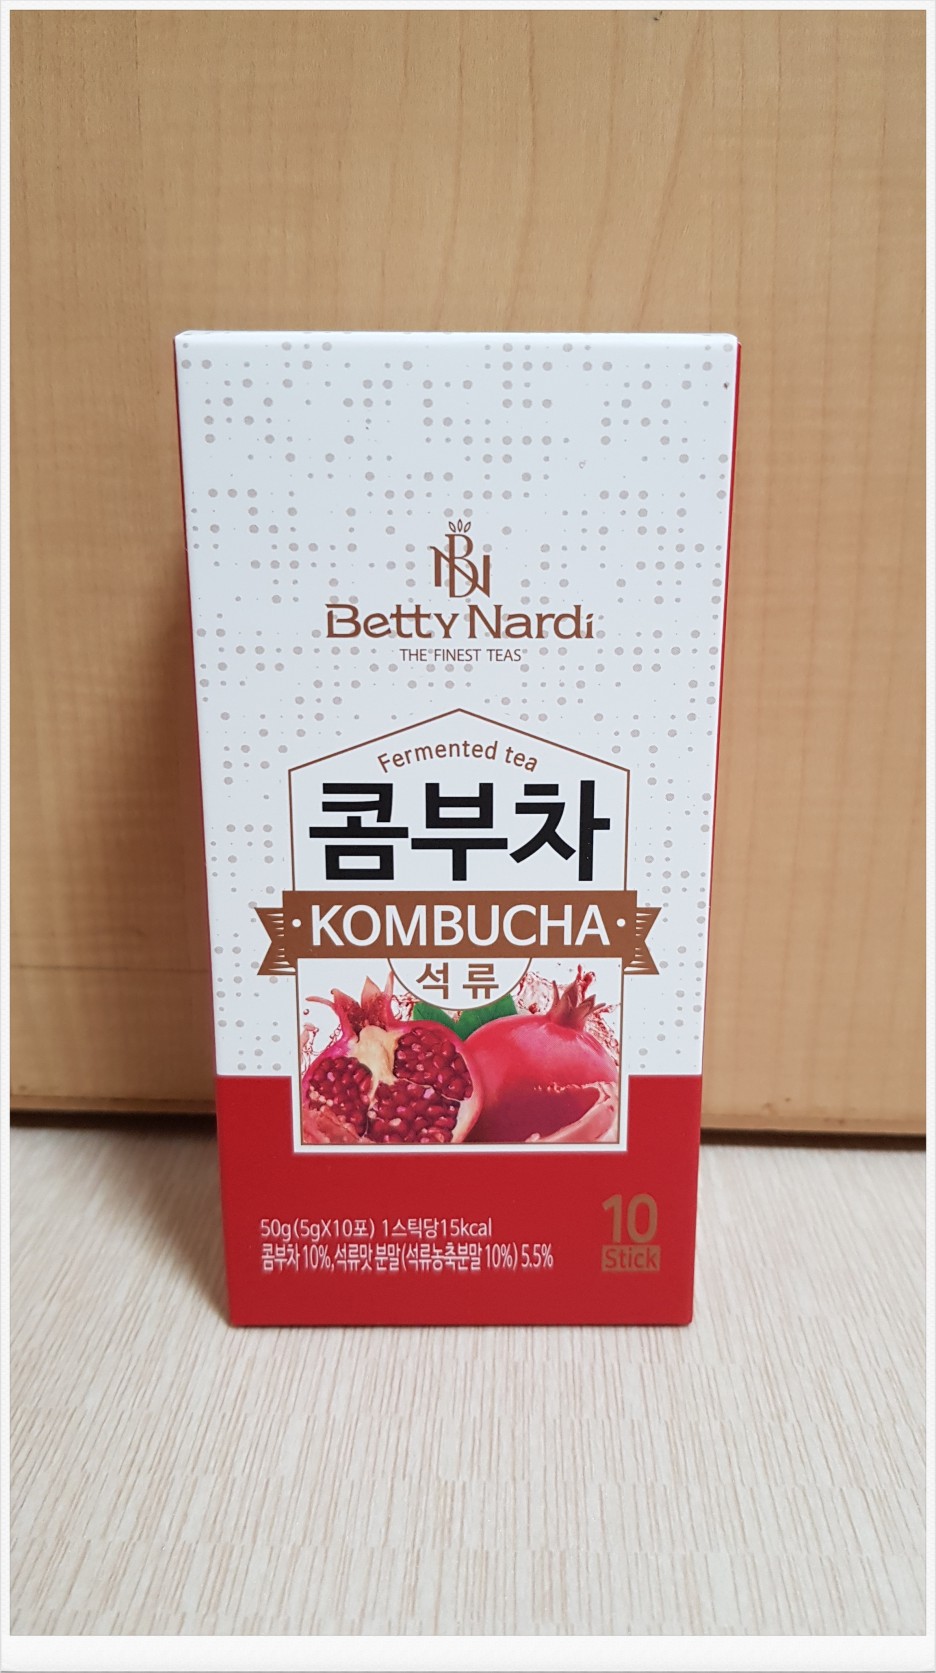 BN
Betty Nardi
THE FINEST TEAS
Fermented tea
콤부차
·KOMBUCHA·
석류
50g(5gX10포) 1스틱당15kcal
콤부차 10%,석류맛 분말(석류농축분말 10%) 5.5%
10
Stick